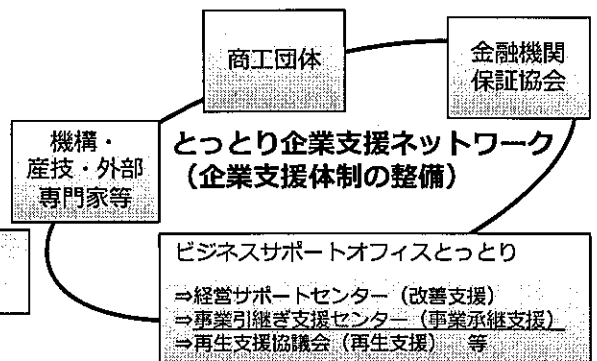 商工団体
金融機関
保証協会
機構・
産技・外部
専門家等
とっとり企業支援ネットワーク
（企業支援体制の整備）
ビジネスサポートオフィスとっとり
⇒経営サポートセンター（改善支援）
⇒事業引継ぎ支援センター（事業承継支援）
⇒再生支援協議会（再生支援）　等